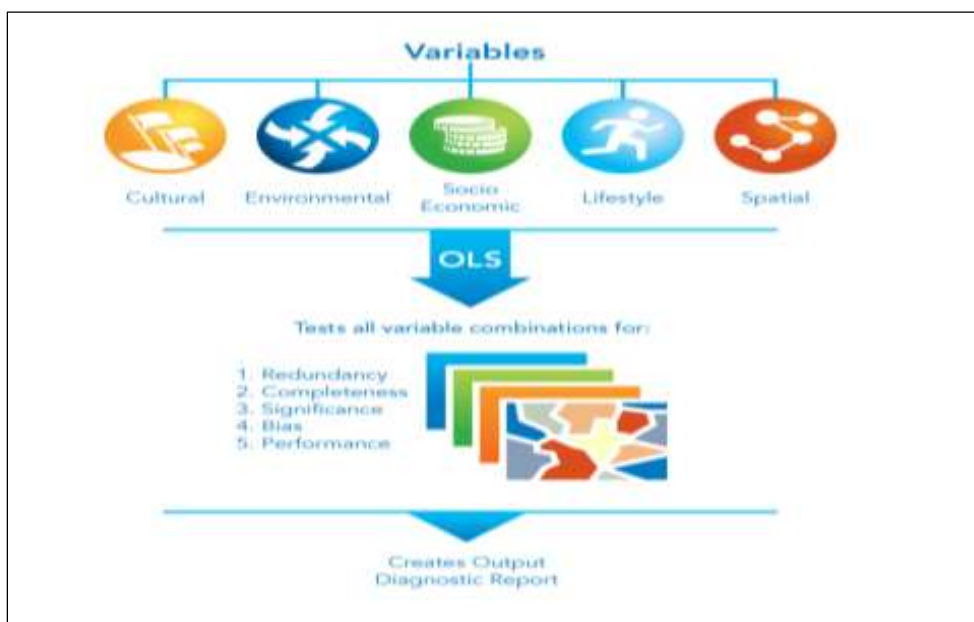 Variables
Cultural
Environmental
Socio
Economic
Lifestyle
Spatial
OLS
Tests all variable combinations for:
1. Redundancy
2. Completeness
3. Significance
4. Bias
5. Performance
Creates Output
Diagnostic Report